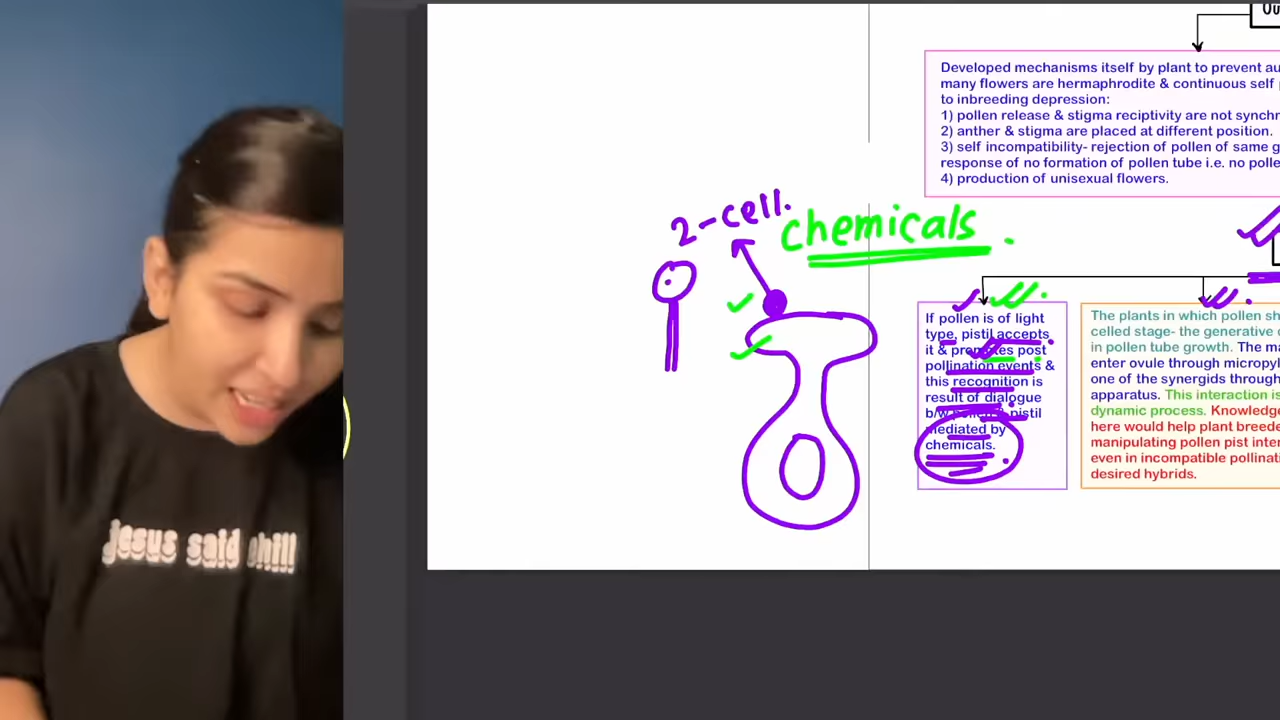 Ou
Developed mechanisms itself by plant to prevent au
many flowers are hermaphrodite & continuous self
to inbreeding depression:
1) pollen release & stigma reciptivity are not synchr
2) anther & stigma are placed at different position.
3) self incompatibility- rejection of pollen of same g
response of no formation of pollen tube i.e. no polle
4) production of unisexual flowers.
2-cell.
chemicals.
If pollen is of light
type, pistil accepts
it & promotes post
pollination events &
this recognition is
result of dialogue
b/w pollen & pistil
mediated by
chemicals.
The plants in which pollen sh
celled stage- the generative c
in pollen tube growth. The ma
enter ovule through micropyl
one of the synergids through
apparatus. This interaction is
dynamic process. Knowledge
here would help plant breede
manipulating pollen pist inter
even in incompatible pollinati
desired hybrids.
jesus said chill